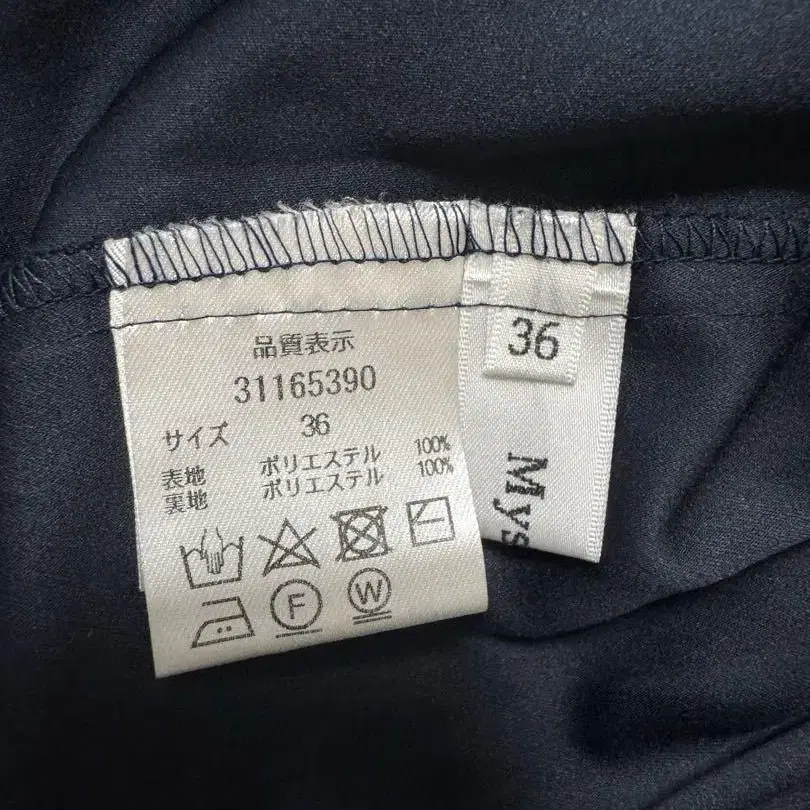 品質表示
31165390
サイズ 36
表地 ポリエステル 100%
裏地 ポリエステル 100%
F W
36
Mys